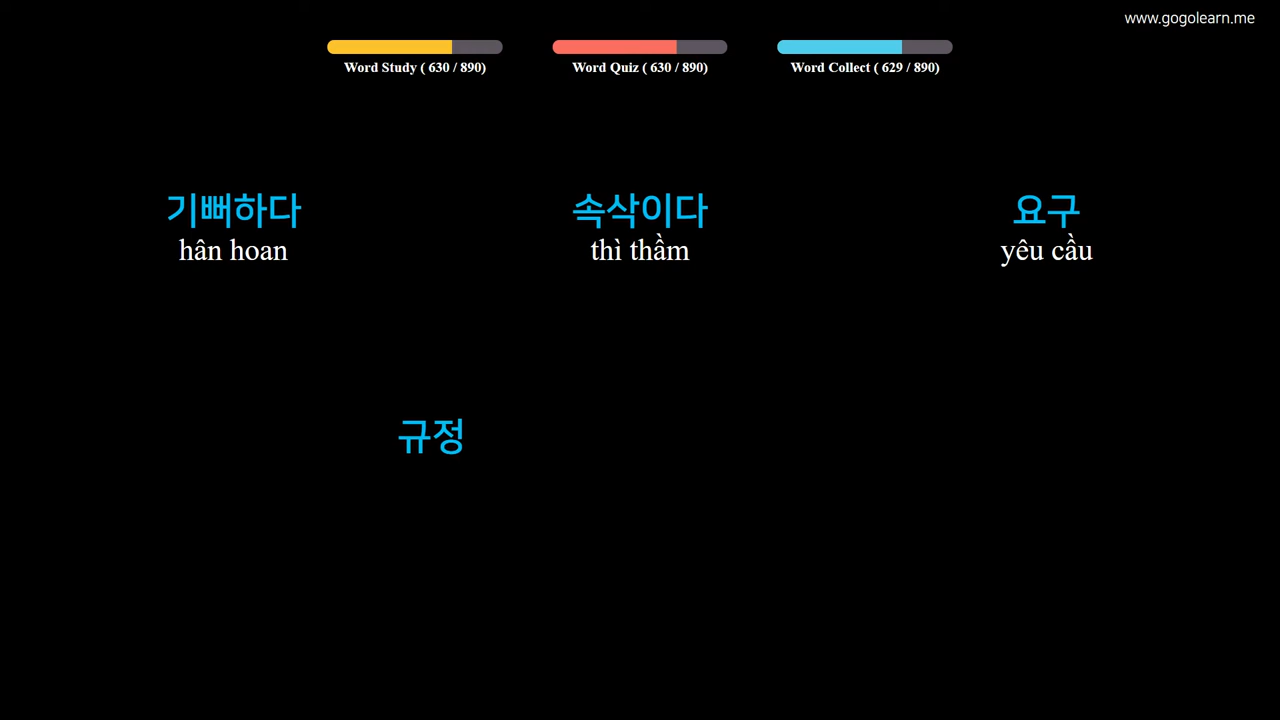 www.gogolearn.me
Word Study ( 630 / 890)
Word Quiz ( 630 / 890)
Word Collect ( 629 / 890)
기뻐하다
hân hoan
속삭이다
thì thầm
요구
yêu cầu
규정